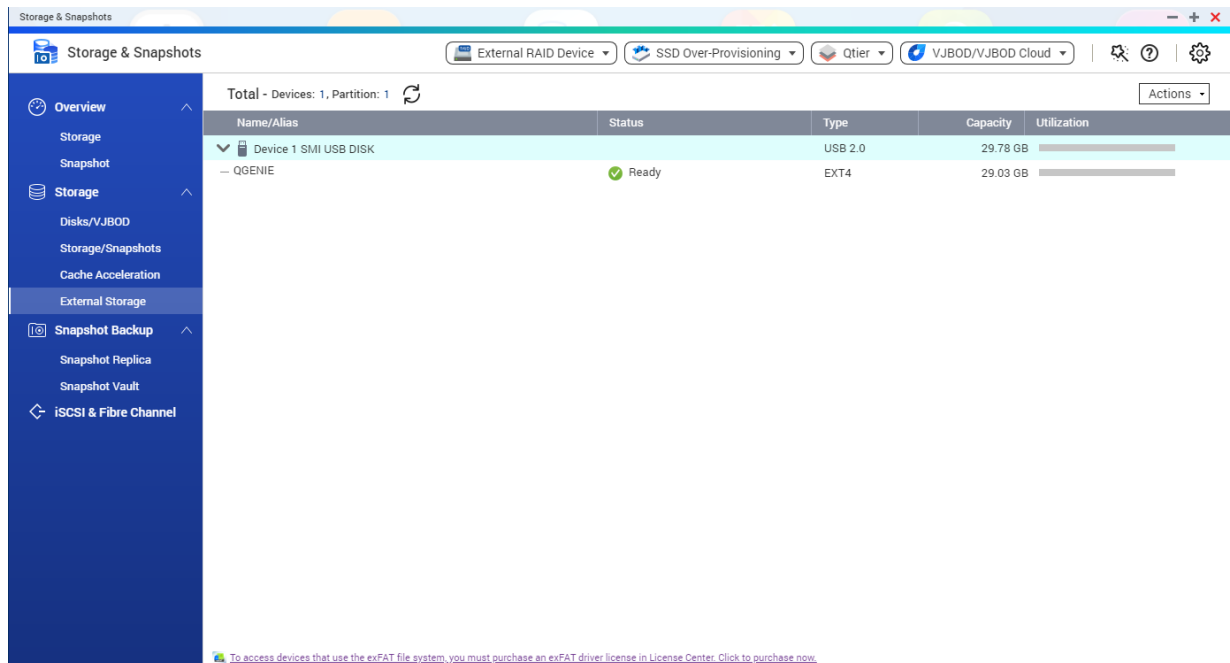 Storage & Snapshots
Storage & Snapshots
External RAID Device
SSD Over-Provisioning
Qtier
VJBOD/VJBOD Cloud
Overview
Storage
Snapshot
Storage
Disks/VJBOD
Storage/Snapshots
Cache Acceleration
External Storage
Snapshot Backup
Snapshot Replica
Snapshot Vault
iSCSI & Fibre Channel
Total - Devices: 1, Partition: 1
Actions
Name/Alias Status Type Capacity Utilization
Device 1 SMI USB DISK USB 2.0 29.78 GB
QGENIE Ready EXT4 29.03 GB
To access devices that use the exFAT file system, you must purchase an exFAT driver license in License Center. Click to purchase now.